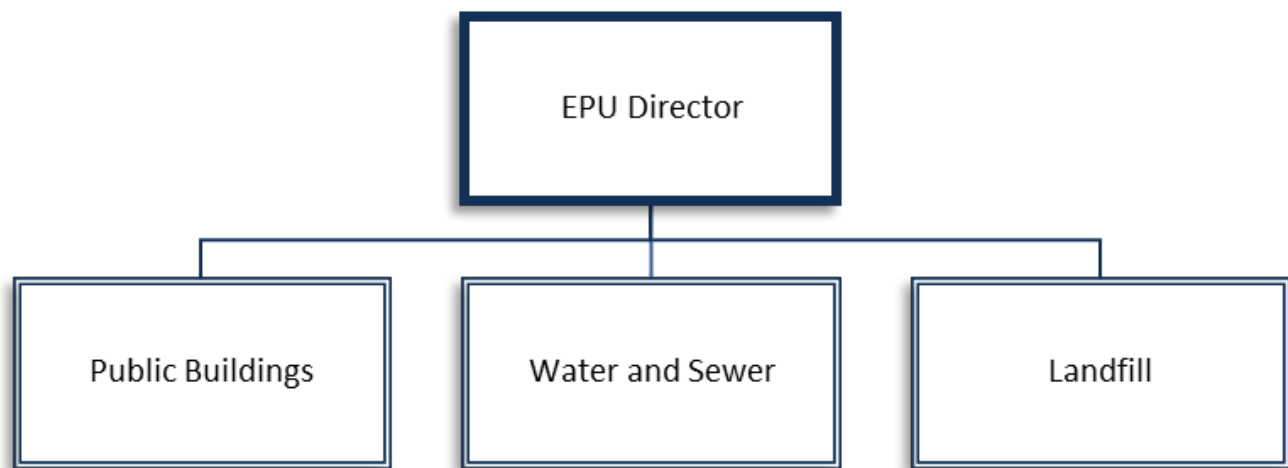 EPU Director
Public Buildings
Water and Sewer
Landfill